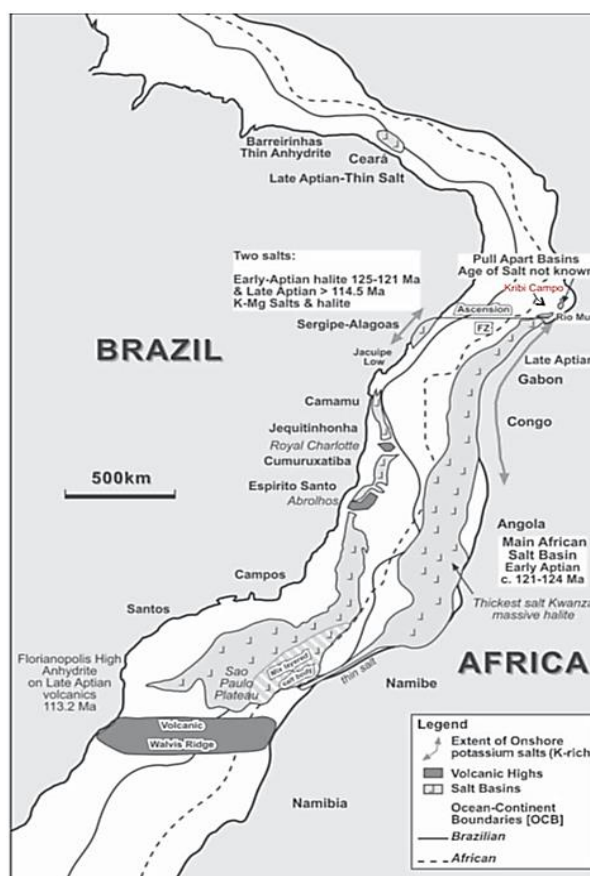 Barreirinhas
Thin Anhydrite
Ceará
Late Aptian-Thin Salt
Two salts:
Early-Aptian halite 125-121 Ma
& Late Aptian > 114.5 Ma
K-Mg Salts & halite
Pull Apart Basins
Age of Salt not known
Kribi Campo
Ascension
FZ
Rio Mu
Sergipe-Alagoas
Jacuipe
Low
Late Aptian
Gabon
BRAZIL
Camamu
Congo
Jequitinhonha
Royal Charlotte
Cumuruxatiba
500km
Espirito Santo
Abrolhos
Angola
Main African
Salt Basin
Early Aptian
c. 121-124 Ma
Campos
Thickest salt Kwanza
massive halite
Santos
Florianopolis High
Anhydrite
on Late Aptian
volcanics
113.2 Ma
Sao
Paulo
Plateau
Mix layered
salt body
thin salt
AFRICA
Namibe
Volcanic
Walvis Ridge
Namibia
Legend
Extent of Onshore
potassium salts (K-rich
Volcanic Highs
Salt Basins
Ocean-Continent
Boundaries [OCB]
Brazilian
African